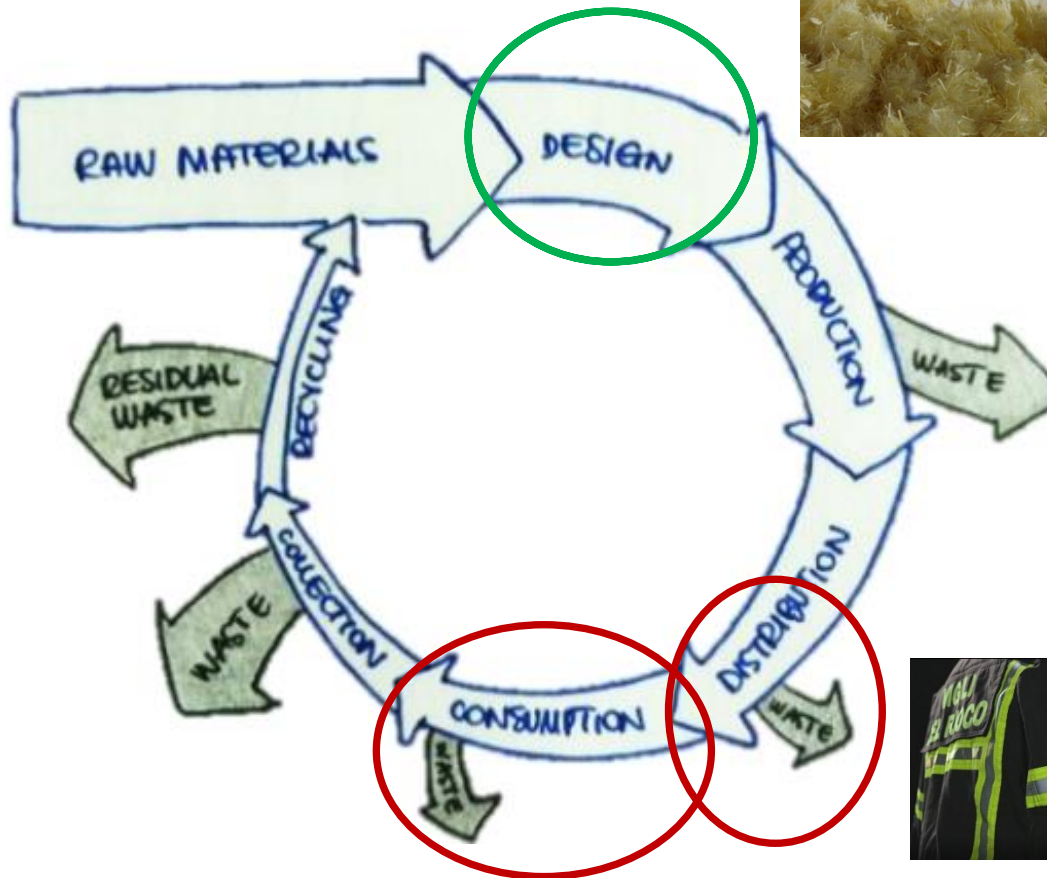 RAW MATERIALS
DESIGN
PRODUCTION
WASTE
DISTRIBUTION
WASTE
CONSUMPTION
WASTE
COLLECTION
WASTE
RECYCLING
RESIDUAL
WASTE